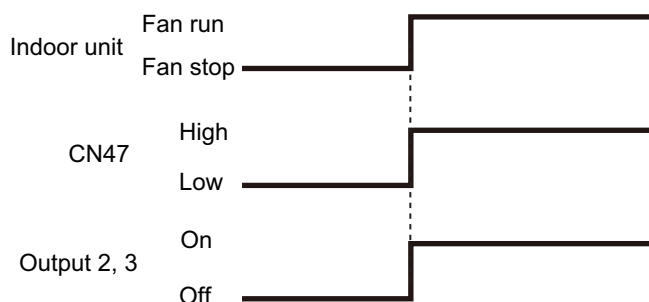 Fan run
Indoor unit
Fan stop
High
CN47
Low
On
Output 2, 3
Off